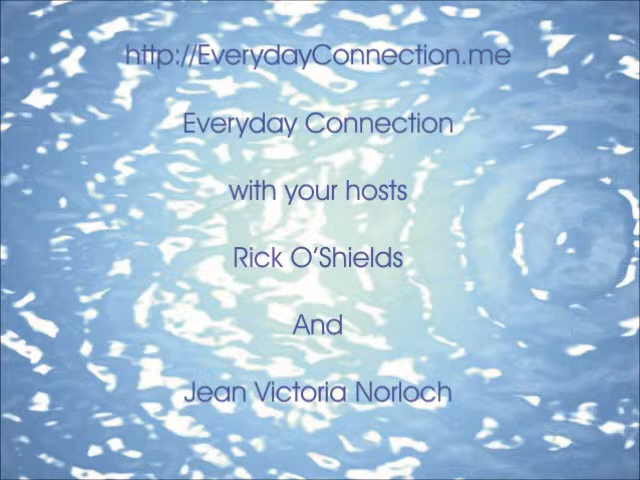 http://EverydayConnection.me
Everyday Connection
with your hosts
Rick O'Shields
And
Jean Victoria Norloch